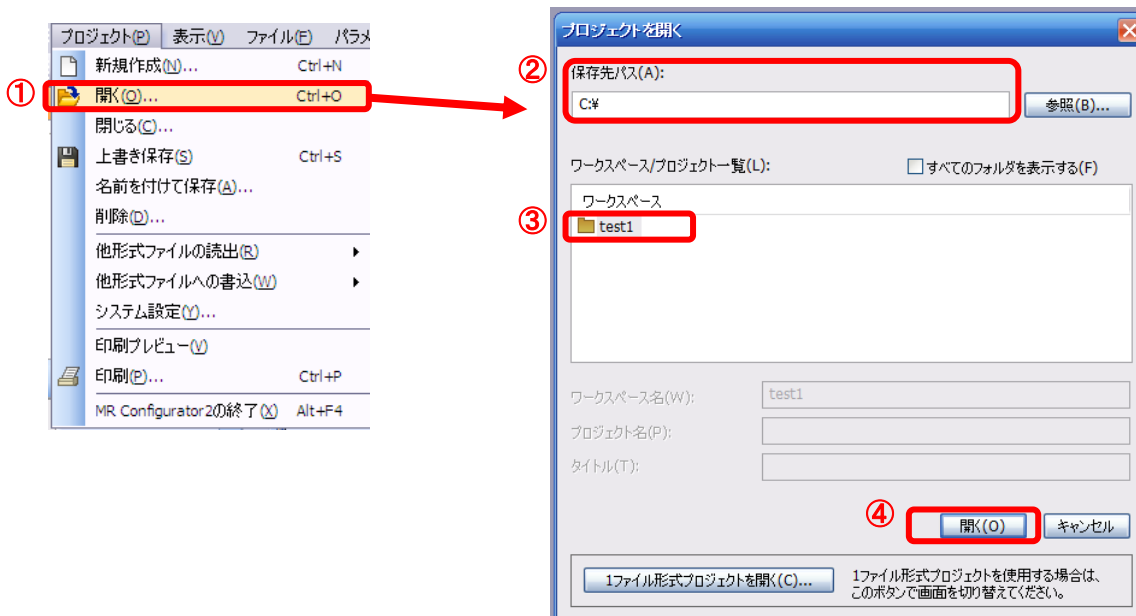 プロジェクト(P) 表示(V) ファイル(E) パラメ
新規作成(N)... Ctrl+N
①
開く(O)... Ctrl+O
閉じる(C)...
上書き保存(S) Ctrl+S
名前を付けて保存(A)...
削除(D)...
他形式ファイルの読出(R)
他形式ファイルへの書込(W)
システム設定(Y)...
印刷プレビュー(V)
印刷(P)... Ctrl+P
MR Configurator2の終了(X) Alt+F4
プロジェクトを開く
②
保存先パス(A):
C:¥
参照(B)...
ワークスペース/プロジェクト一覧(L):
すべてのフォルダを表示する(F)
ワークスペース
③
test1
ワークスペース名(W): test1
プロジェクト名(P):
タイトル(T):
④
開く(O) キャンセル
1ファイル形式プロジェクトを開く(C)...
1ファイル形式プロジェクトを使用する場合は、
このボタンで画面を切り替えてください。